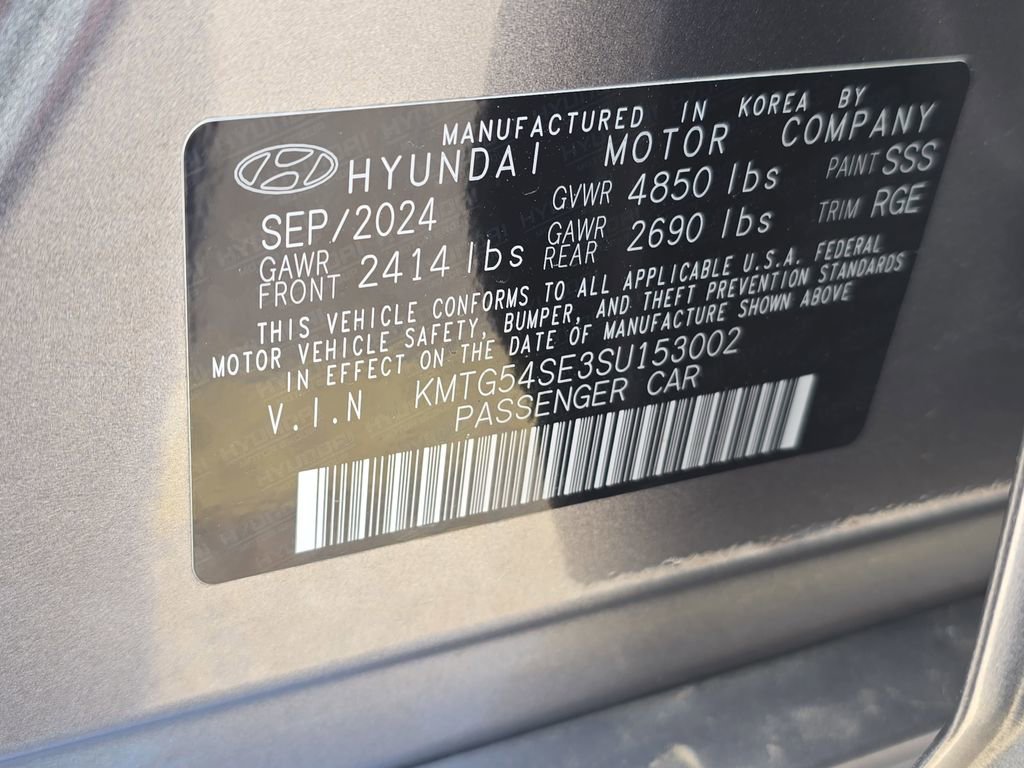 MANUFACTURED IN KOREA BY
HYUNDAI MOTOR COMPANY
SEP/2024 GVWR 4850 lbs PAINT SSS
GAWR FRONT 2414 lbs GAWR REAR 2690 lbs TRIM RGE
THIS VEHICLE CONFORMS TO ALL APPLICABLE U.S.A. FEDERAL
MOTOR VEHICLE SAFETY, BUMPER, AND THEFT PREVENTION STANDARDS
IN EFFECT ON THE DATE OF MANUFACTURE SHOWN ABOVE
V.I.N KMTG54SE3SU153002
PASSENGER CAR